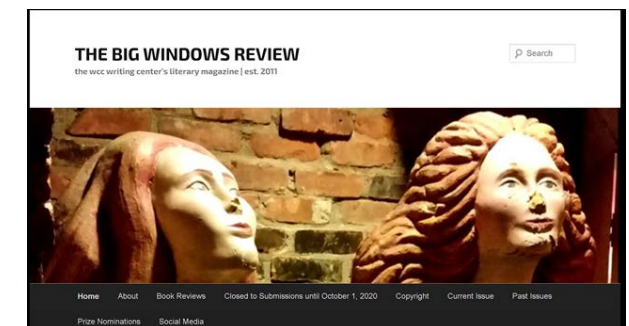 THE BIG WINDOWS REVIEW
Search
the wcc writing center's literary magazine | est. 2011
Home About Book Reviews Closed to Submissions until October 1, 2020 Copyright Current Issue Past Issues
Prize Nominations Social Media